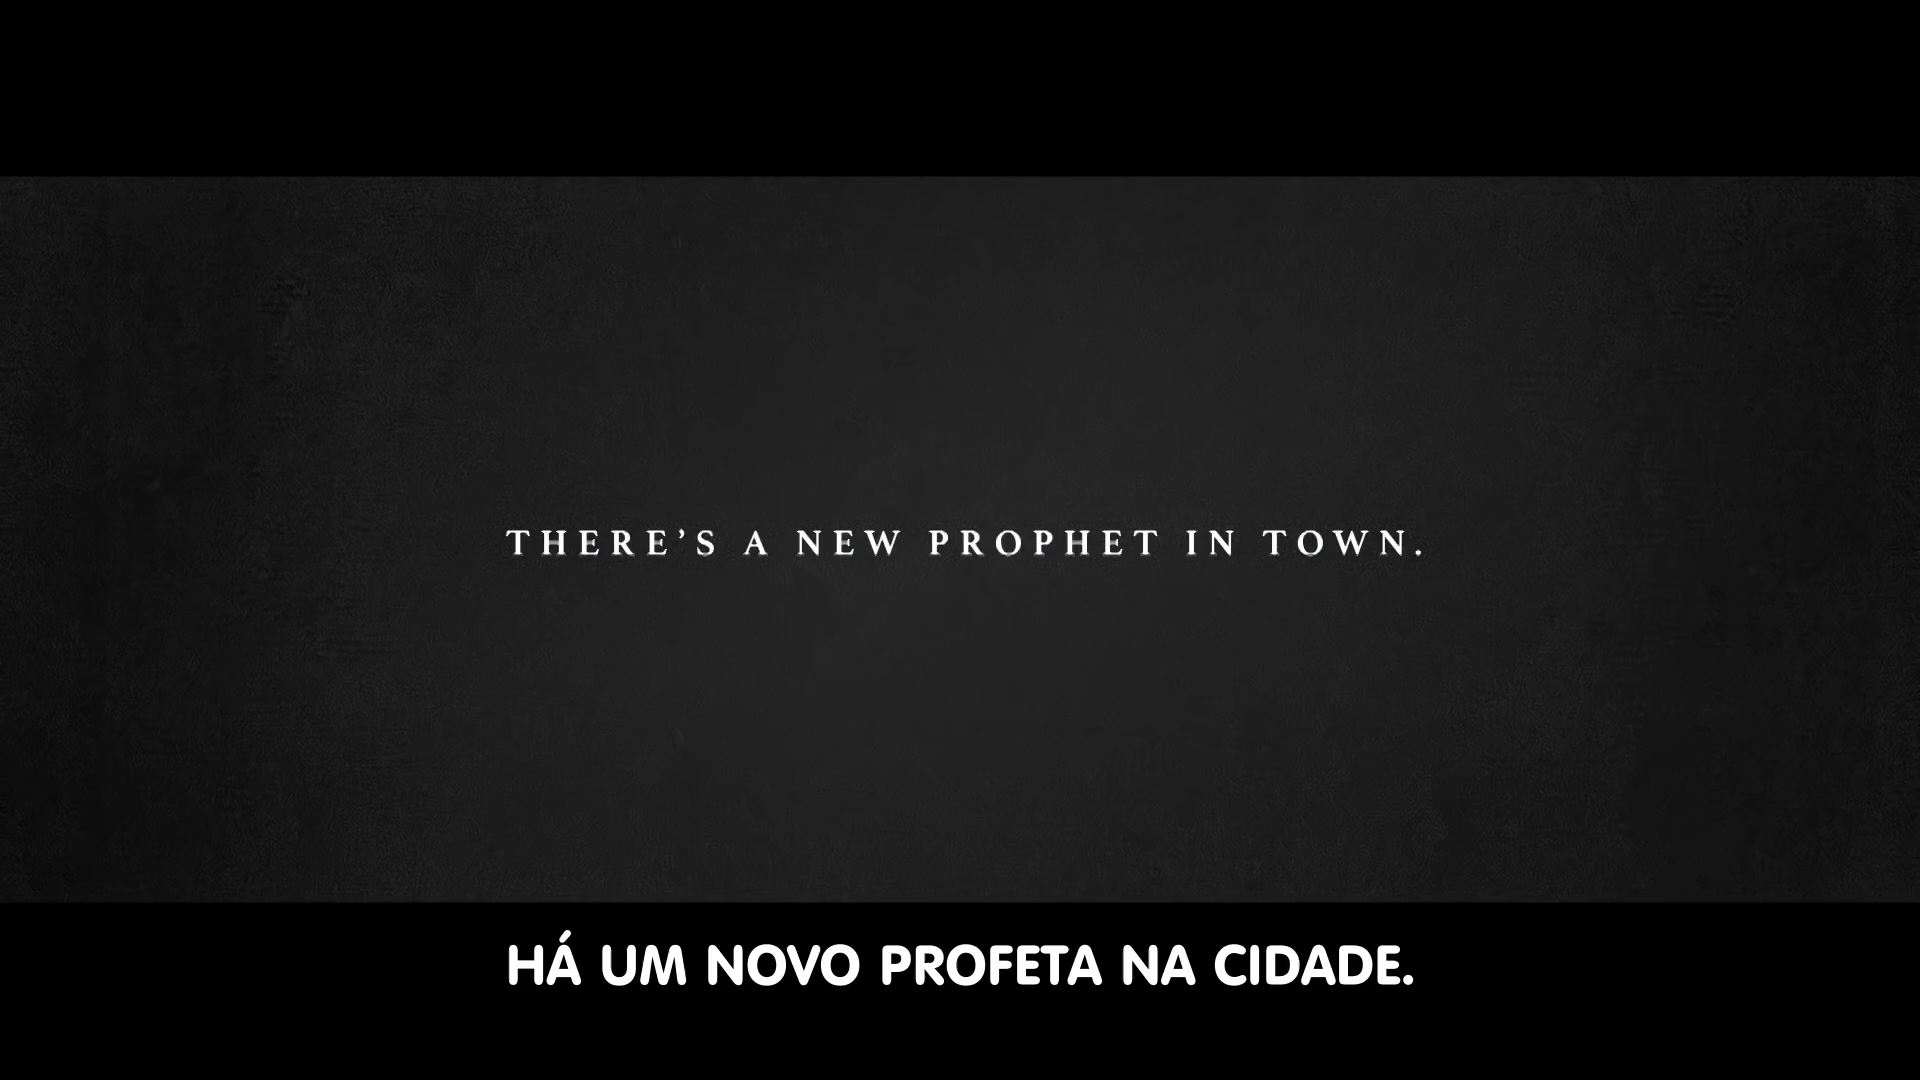 THERE’S A NEW PROPHET IN TOWN.
HÁ UM NOVO PROFETA NA CIDADE.